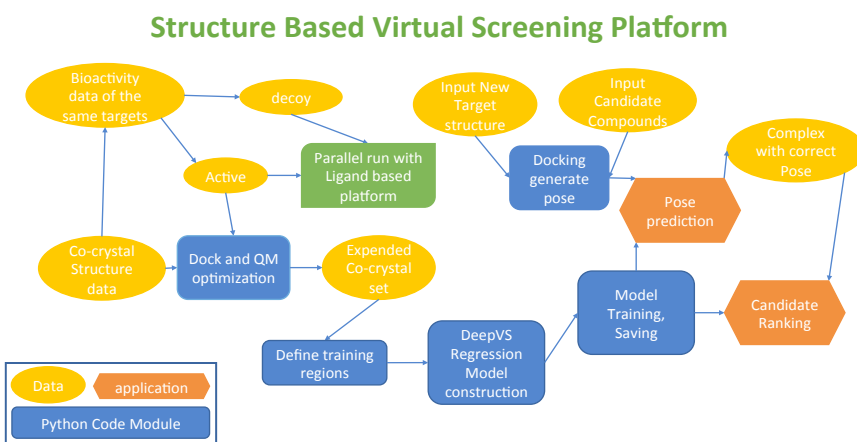 Structure Based Virtual Screening Platform
Bioactivity
data of the
same targets
decoy
Input New
Target
structure
Input
Candidate
Compounds
Complex
with correct
Pose
Parallel run with
Ligand based
platform
Docking
generate
pose
Active
Pose
prediction
Co-crystal
Structure
data
Dock and QM
optimization
Expended
Co-crystal
set
Model
Training,
Saving
Candidate
Ranking
Define training
regions
DeepVS
Regression
Model
construction
Data
application
Python Code Module